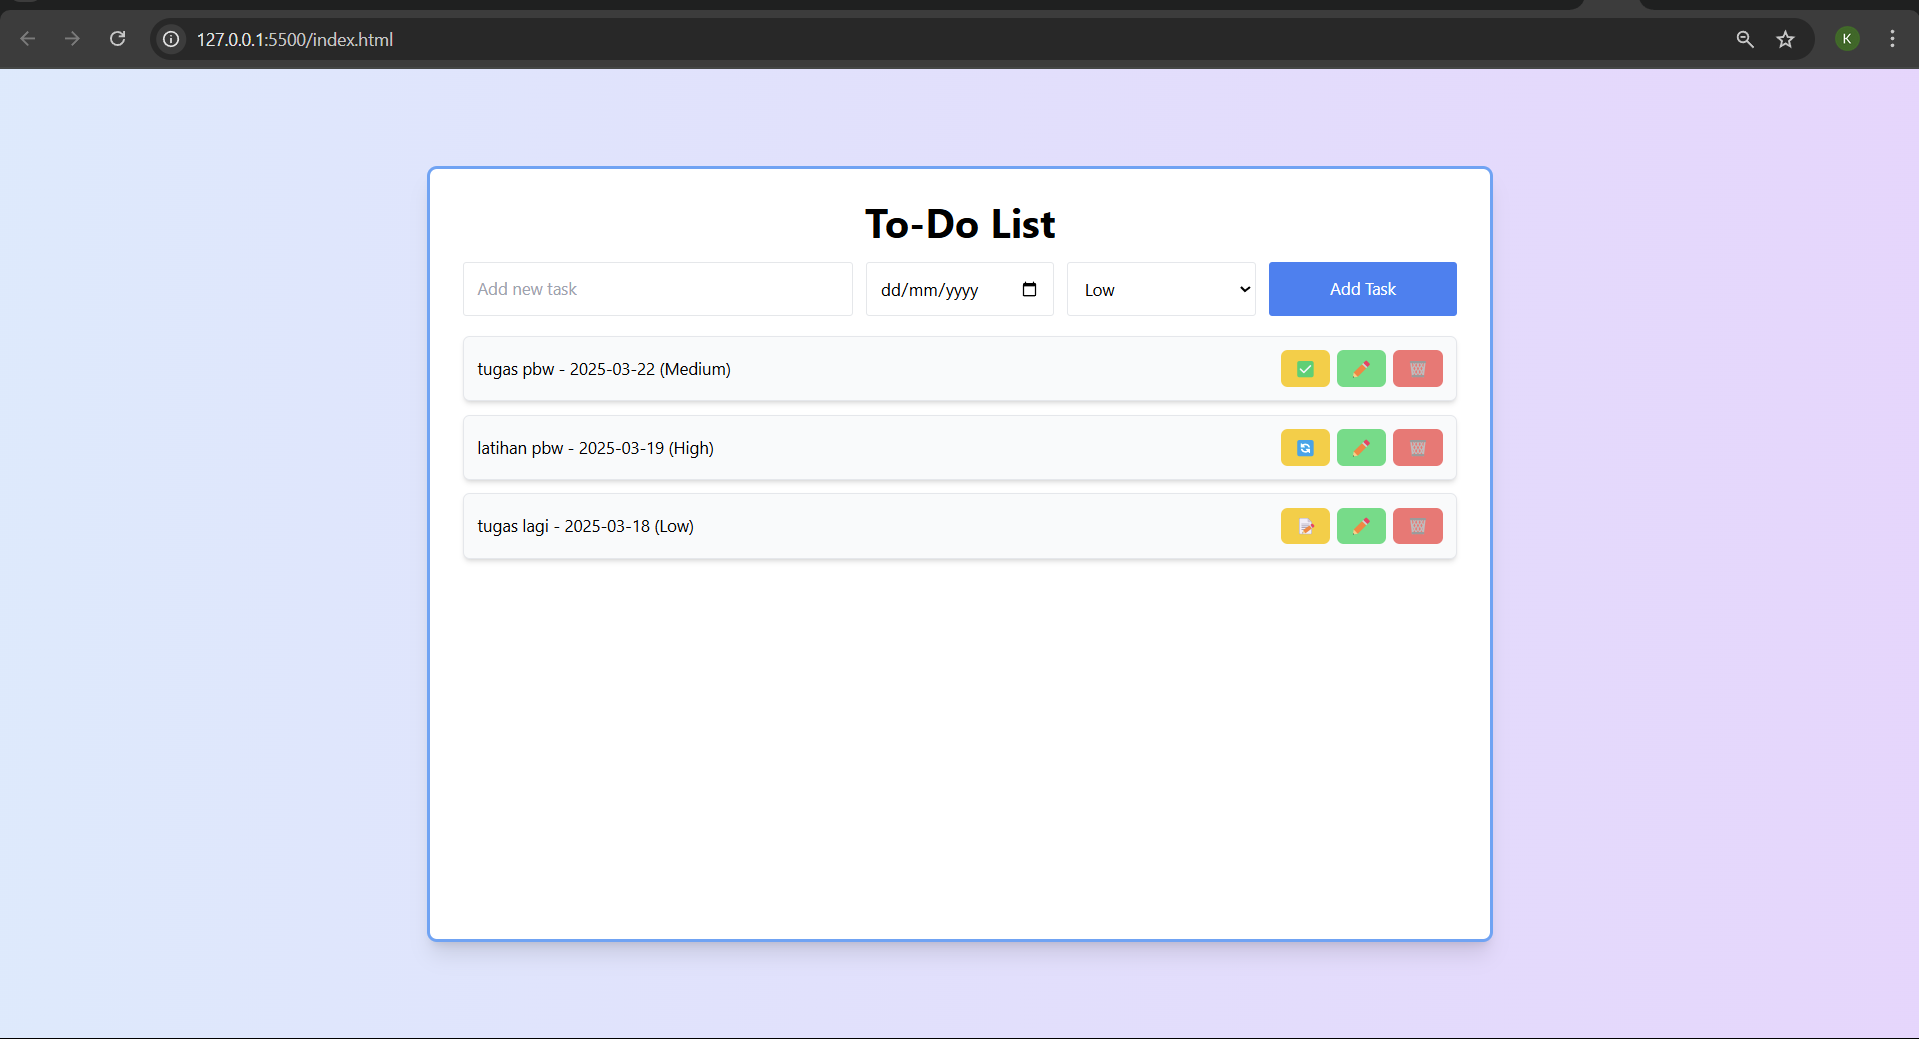 127.0.0.1:5500/index.html
K
To-Do List
Add new task
dd/mm/yyyy
Low
Add Task
tugas pbw - 2025-03-22 (Medium)
latihan pbw - 2025-03-19 (High)
tugas lagi - 2025-03-18 (Low)